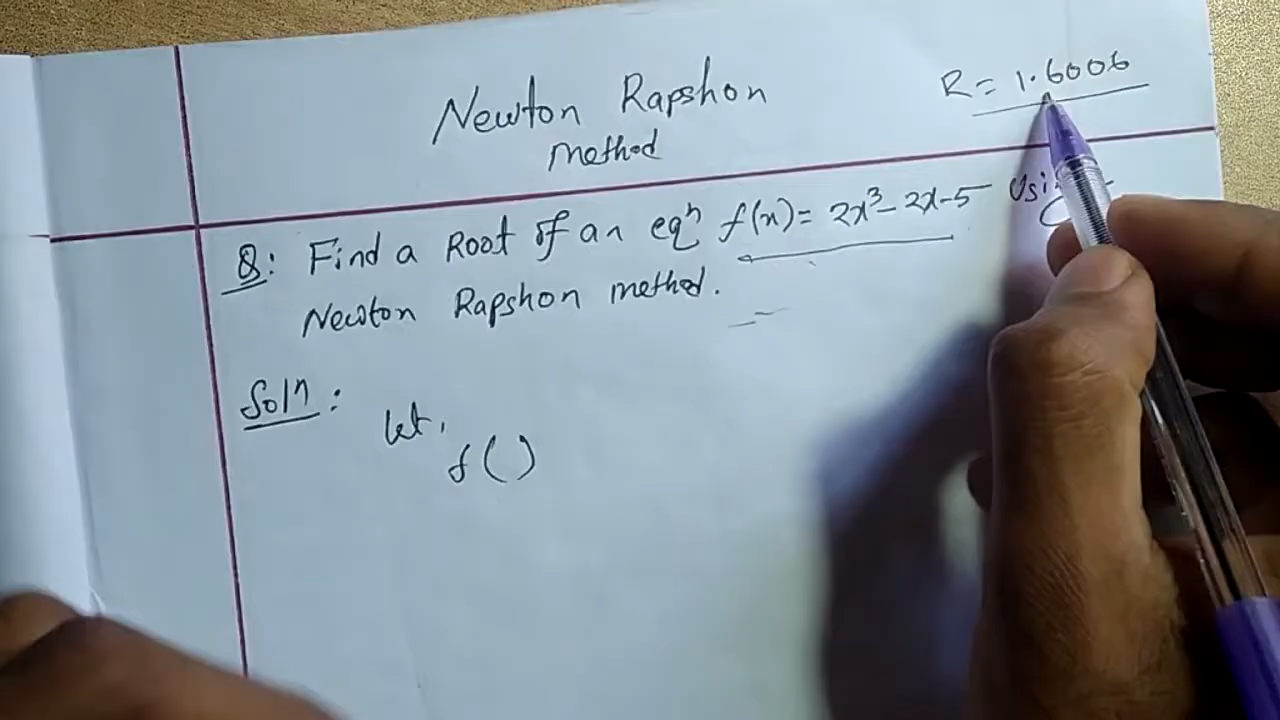 Newton Rapshon
method
R = 1.6006
Q: Find a Root of an eqⁿ f(x) = 2x³-2x-5
Newton Rapshon method.
Solⁿ:
let,
f()